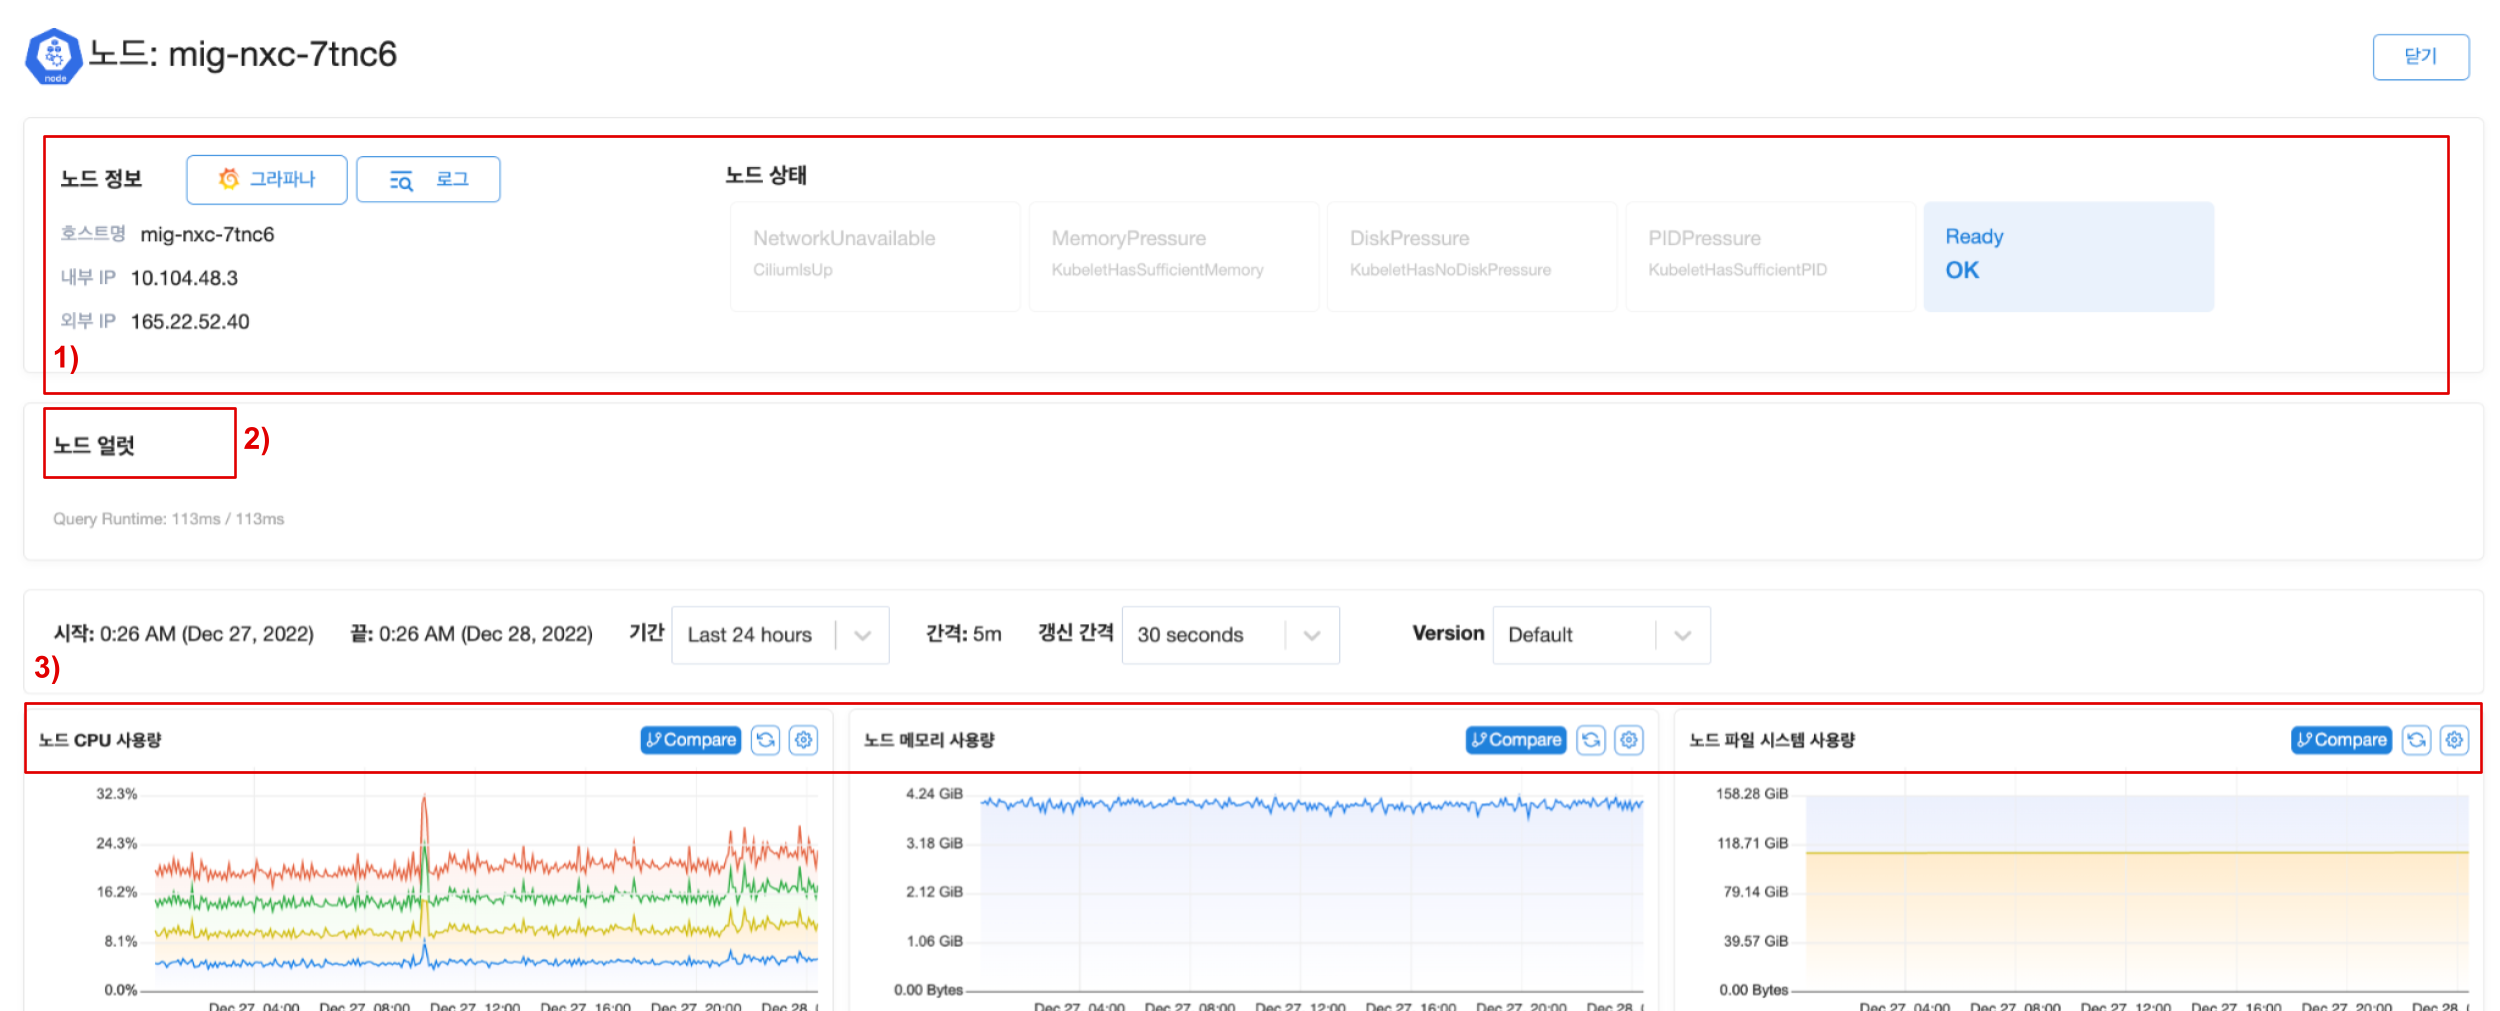 노드: mig-nxc-7tnc6
node
닫기
노드 정보
그라파나
로그
호스트명 mig-nxc-7tnc6
내부 IP 10.104.48.3
외부 IP 165.22.52.40
1)
노드 상태
NetworkUnavailable
CiliumIsUp
MemoryPressure
KubeletHasSufficientMemory
DiskPressure
KubeletHasNoDiskPressure
PIDPressure
KubeletHasSufficientPID
Ready
OK
노드 얼럿
2)
Query Runtime: 113ms / 113ms
시작: 0:26 AM (Dec 27, 2022) 끝: 0:26 AM (Dec 28, 2022) 기간 Last 24 hours 간격: 5m 갱신 간격 30 seconds Version Default
3)
노드 CPU 사용량 Compare
32.3%
24.3%
16.2%
8.1%
0.0%
Dec 27, 04:00 Dec 27, 08:00 Dec 27, 12:00 Dec 27, 16:00 Dec 27, 20:00 Dec 28,
노드 메모리 사용량 Compare
4.24 GiB
3.18 GiB
2.12 GiB
1.06 GiB
0.00 Bytes
Dec 27, 04:00 Dec 27, 08:00 Dec 27, 12:00 Dec 27, 16:00 Dec 27, 20:00 Dec 28,
노드 파일 시스템 사용량 Compare
158.28 GiB
118.71 GiB
79.14 GiB
39.57 GiB
0.00 Bytes
Dec 27, 04:00 Dec 27, 08:00 Dec 27, 12:00 Dec 27, 16:00 Dec 27, 20:00 Dec 28,